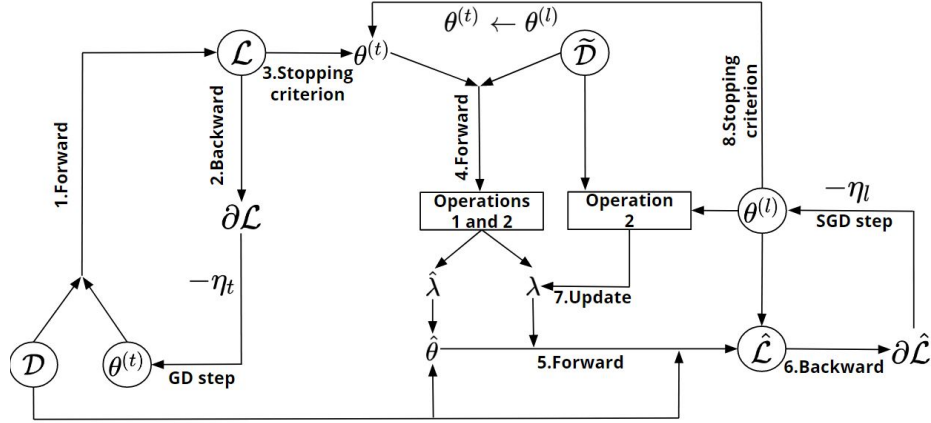 θ^(t) ← θ^(l)
ℒ
3.Stopping
criterion
θ^(t)
𝒟̃
1.Forward
2.Backward
4.Forward
8.Stopping
criterion
∂ℒ
Operations
1 and 2
Operation
2
θ^(l)
−η_l
SGD step
−η_t
λ̂
λ
7.Update
𝒟
θ^(t)
GD step
θ̂
5.Forward
ℒ̂
6.Backward
∂ℒ̂